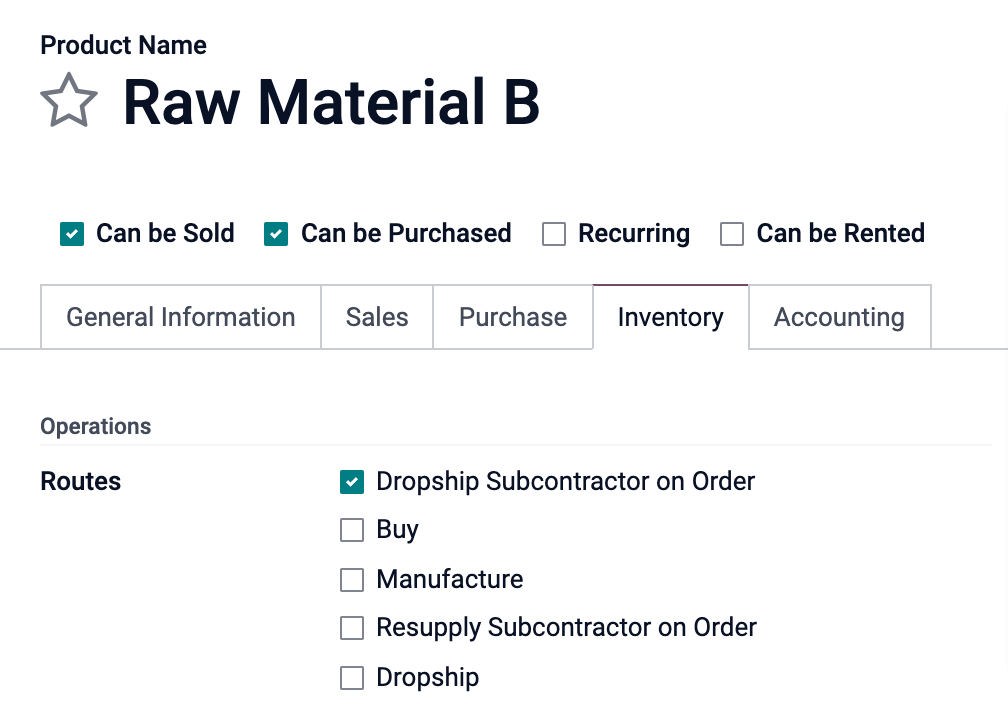 Product Name
Raw Material B
Can be Sold Can be Purchased Recurring Can be Rented
General Information Sales Purchase Inventory Accounting
Operations
Routes Dropship Subcontractor on Order
Buy
Manufacture
Resupply Subcontractor on Order
Dropship